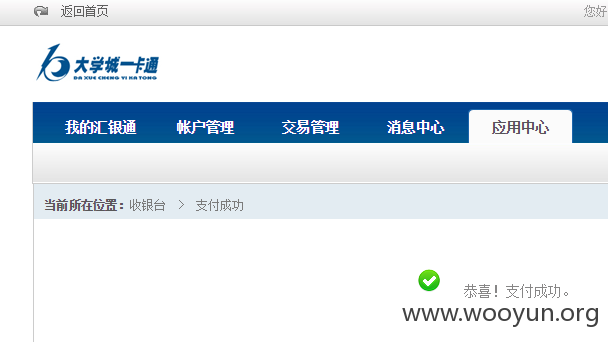 返回首页
您好
大学城一卡通
DA XUE CHENG YI KA TONG
我的汇银通 帐户管理 交易管理 消息中心 应用中心
当前所在位置：收银台 > 支付成功
恭喜！支付成功。
www.wooyun.org